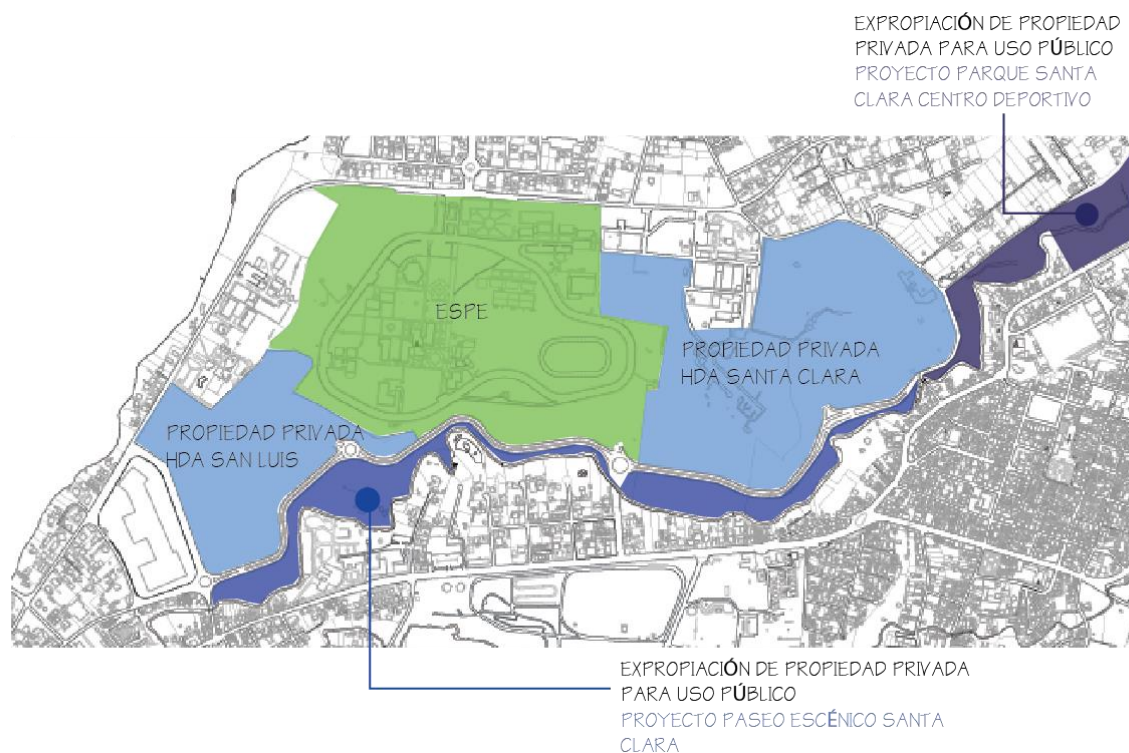 EXPROPIACIÓN DE PROPIEDAD
PRIVADA PARA USO PÚBLICO
PROYECTO PARQUE SANTA
CLARA CENTRO DEPORTIVO
ESPE
PROPIEDAD PRIVADA
HDA SANTA CLARA
PROPIEDAD PRIVADA
HDA SAN LUIS
EXPROPIACIÓN DE PROPIEDAD PRIVADA
PARA USO PÚBLICO
PROYECTO PASEO ESCÉNICO SANTA
CLARA